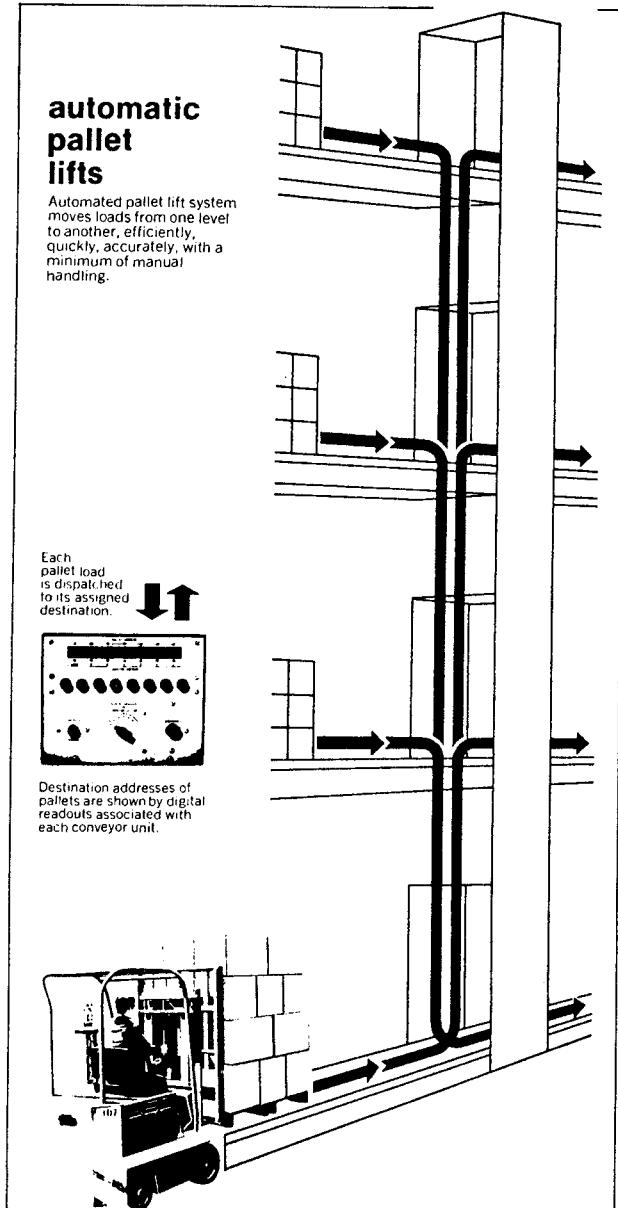 automatic
pallet
lifts
Automated pallet lift system
moves loads from one level
to another, efficiently,
quickly, accurately, with a
minimum of manual
handling.
Each
pallet load
is dispatched
to its assigned
destination.
Destination addresses of
pallets are shown by digital
readouts associated with
each conveyor unit.